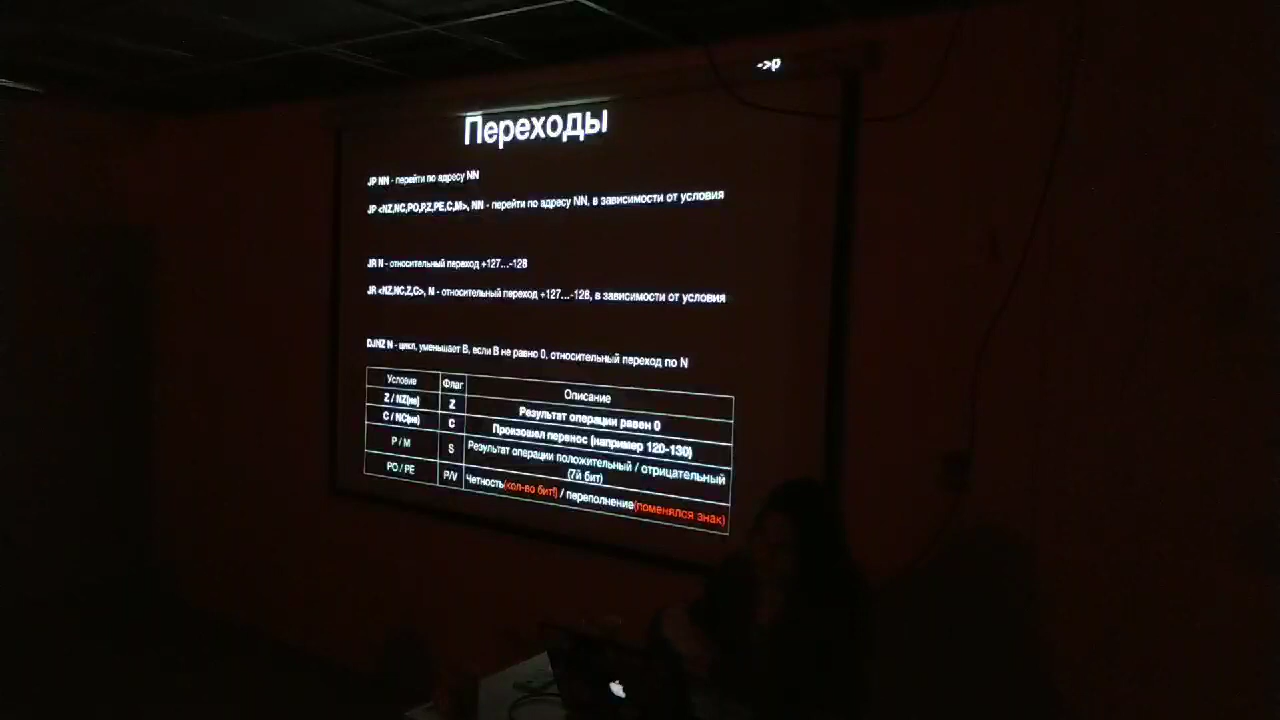 ->p
Переходы
JP NN - перейти по адресу NN
JP <NZ,NC,PO,P,Z,PE,C,M>, NN - перейти по адресу NN, в зависимости от условия
JR N - относительный переход +127...-128
JR <NZ,NC,Z,C>, N - относительный переход +127...-128, в зависимости от условия
DJNZ N - цикл, уменьшает B, если B не равно 0, относительный переход по N
Условие Флаг Описание
Z / NZ(не) Z Результат операции равен 0
C / NC(не) C Произошел перенос (например 120-130)
P / M S Результат операции положительный / отрицательный
(7й бит)
PO / PE P/V Четность(кол-во бит!) / переполнение(поменялся знак)